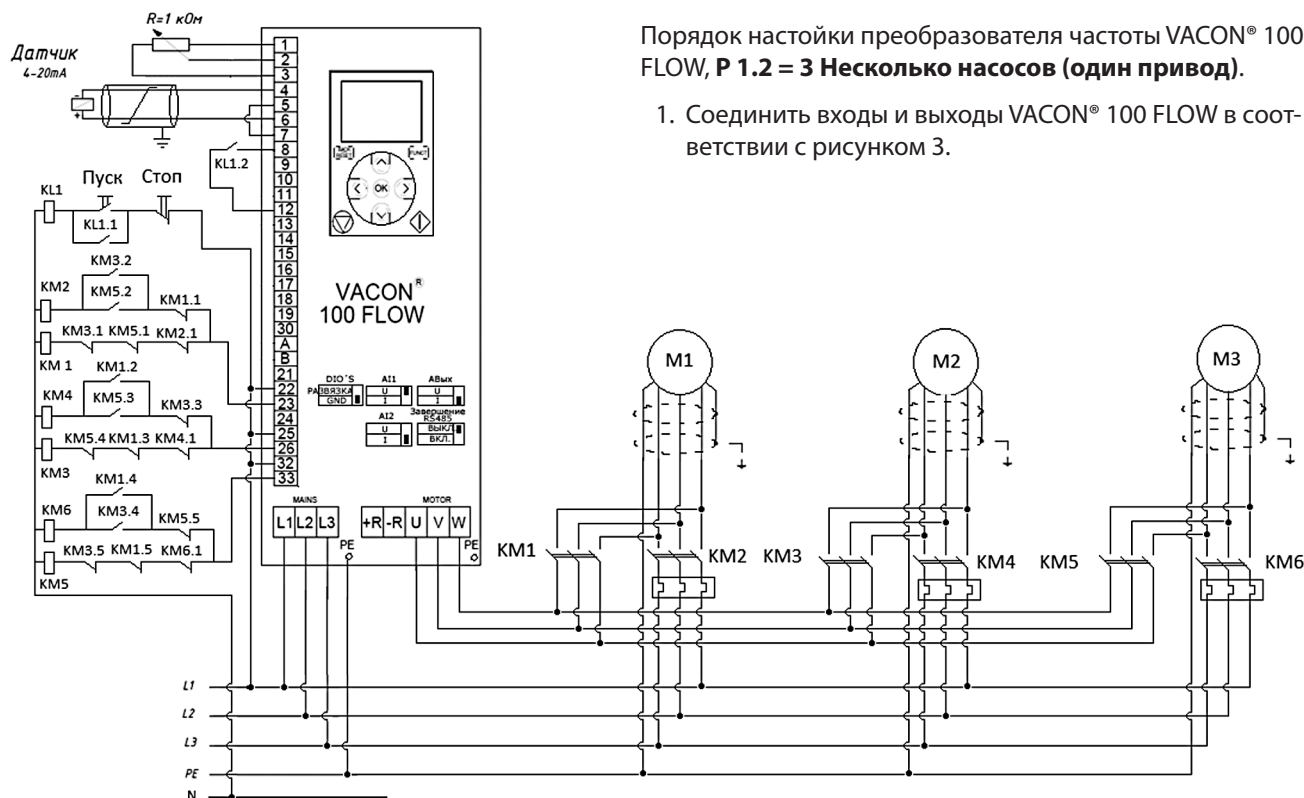 Порядок настойки преобразователя частоты VACON® 100
FLOW, P 1.2 = 3 Несколько насосов (один привод).
1. Соединить входы и выходы VACON® 100 FLOW в соот-
ветствии с рисунком 3.
R=1 кОм
Датчик
4-20mA
-
+
1
2
3
4
5
6
7
8
9
10
11
12
13
14
15
16
17
18
19
30
A
B
21
22
23
24
25
26
32
33
BACK RESET
FUNCT
OK
KL1.2
KL1
Пуск
Стоп
KL1.1
KM3.2
KM2
KM5.2
KM1.1
KM3.1 KM5.1 KM2.1
KM 1
KM1.2
KM4
KM5.3
KM3.3
KM5.4 KM1.3 KM4.1
KM3
KM1.4
KM6
KM3.4
KM5.5
KM3.5 KM1.5 KM6.1
KM5
VACON®
100 FLOW
DIO`S
РАЗВЯЗКА
GND
AI1
U
I
АВых
U
I
AI2
U
I
Завершение
RS485
ВЫКЛ
ВКЛ.
MAINS
L1 L2 L3
PE
MOTOR
+R -R U V W
PE
M1
M2
M3
KM1
KM2
KM3
KM4
KM5
KM6
L1
L2
L3
PE
N